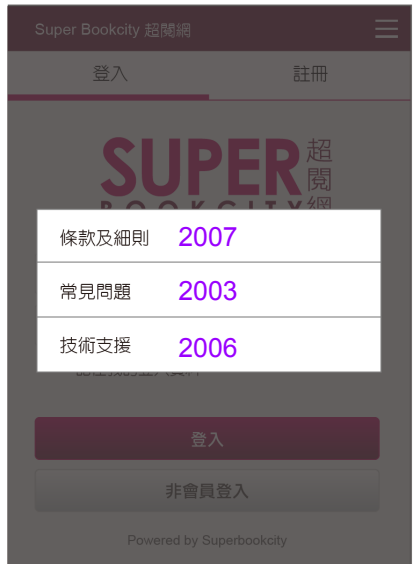 Super Bookcity 超閱網
登入 註冊
SUPER 超閱網
BOOKCITY
條款及細則 2007
常見問題 2003
技術支援 2006
登入
非會員登入
Powered by Superbookcity